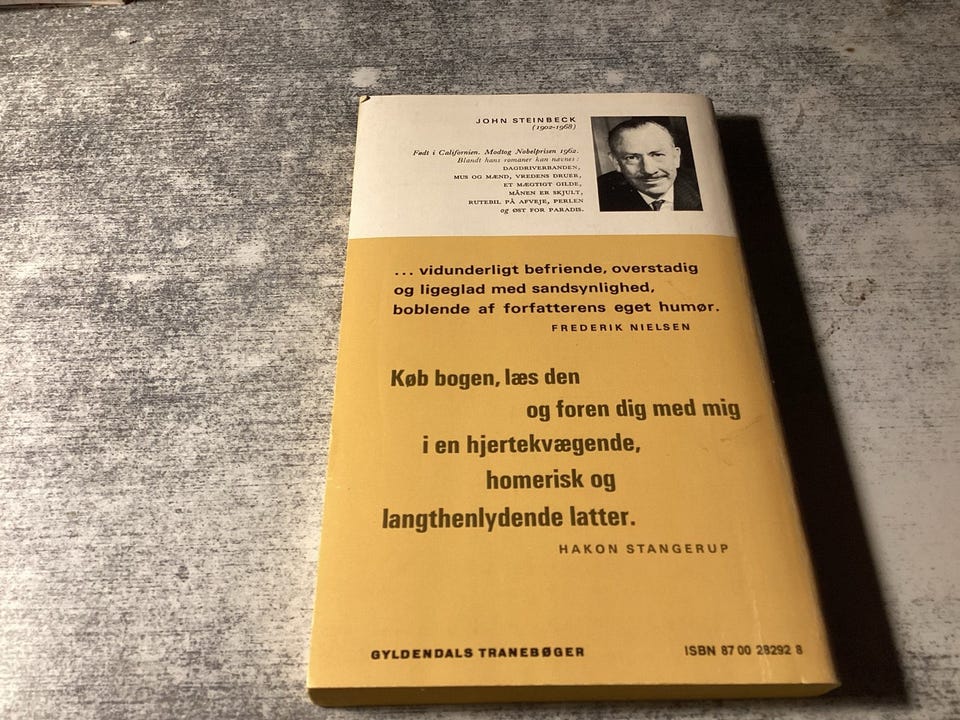 JOHN STEINBECK
(1902-1968)
Født i Californien. Modtog Nobelprisen 1962.
Blandt hans romaner kan nævnes:
DAGDRIVERBANDEN,
MUS OG MÆND, VREDENS DRUER,
ET MÆGTIGT GILDE,
MÅNEN ER SKJULT,
RUTEBIL PÅ AFVEJE, PERLEN
og ØST FOR PARADIS.
... vidunderligt befriende, overstadig
og ligeglad med sandsynlighed,
boblende af forfatterens eget humør.
FREDERIK NIELSEN
Køb bogen, læs den
og foren dig med mig
i en hjertekvægende,
homerisk og
langthenlydende latter.
HAKON STANGERUP
GYLDENDALS TRANEBØGER
ISBN 87 00 28292 8